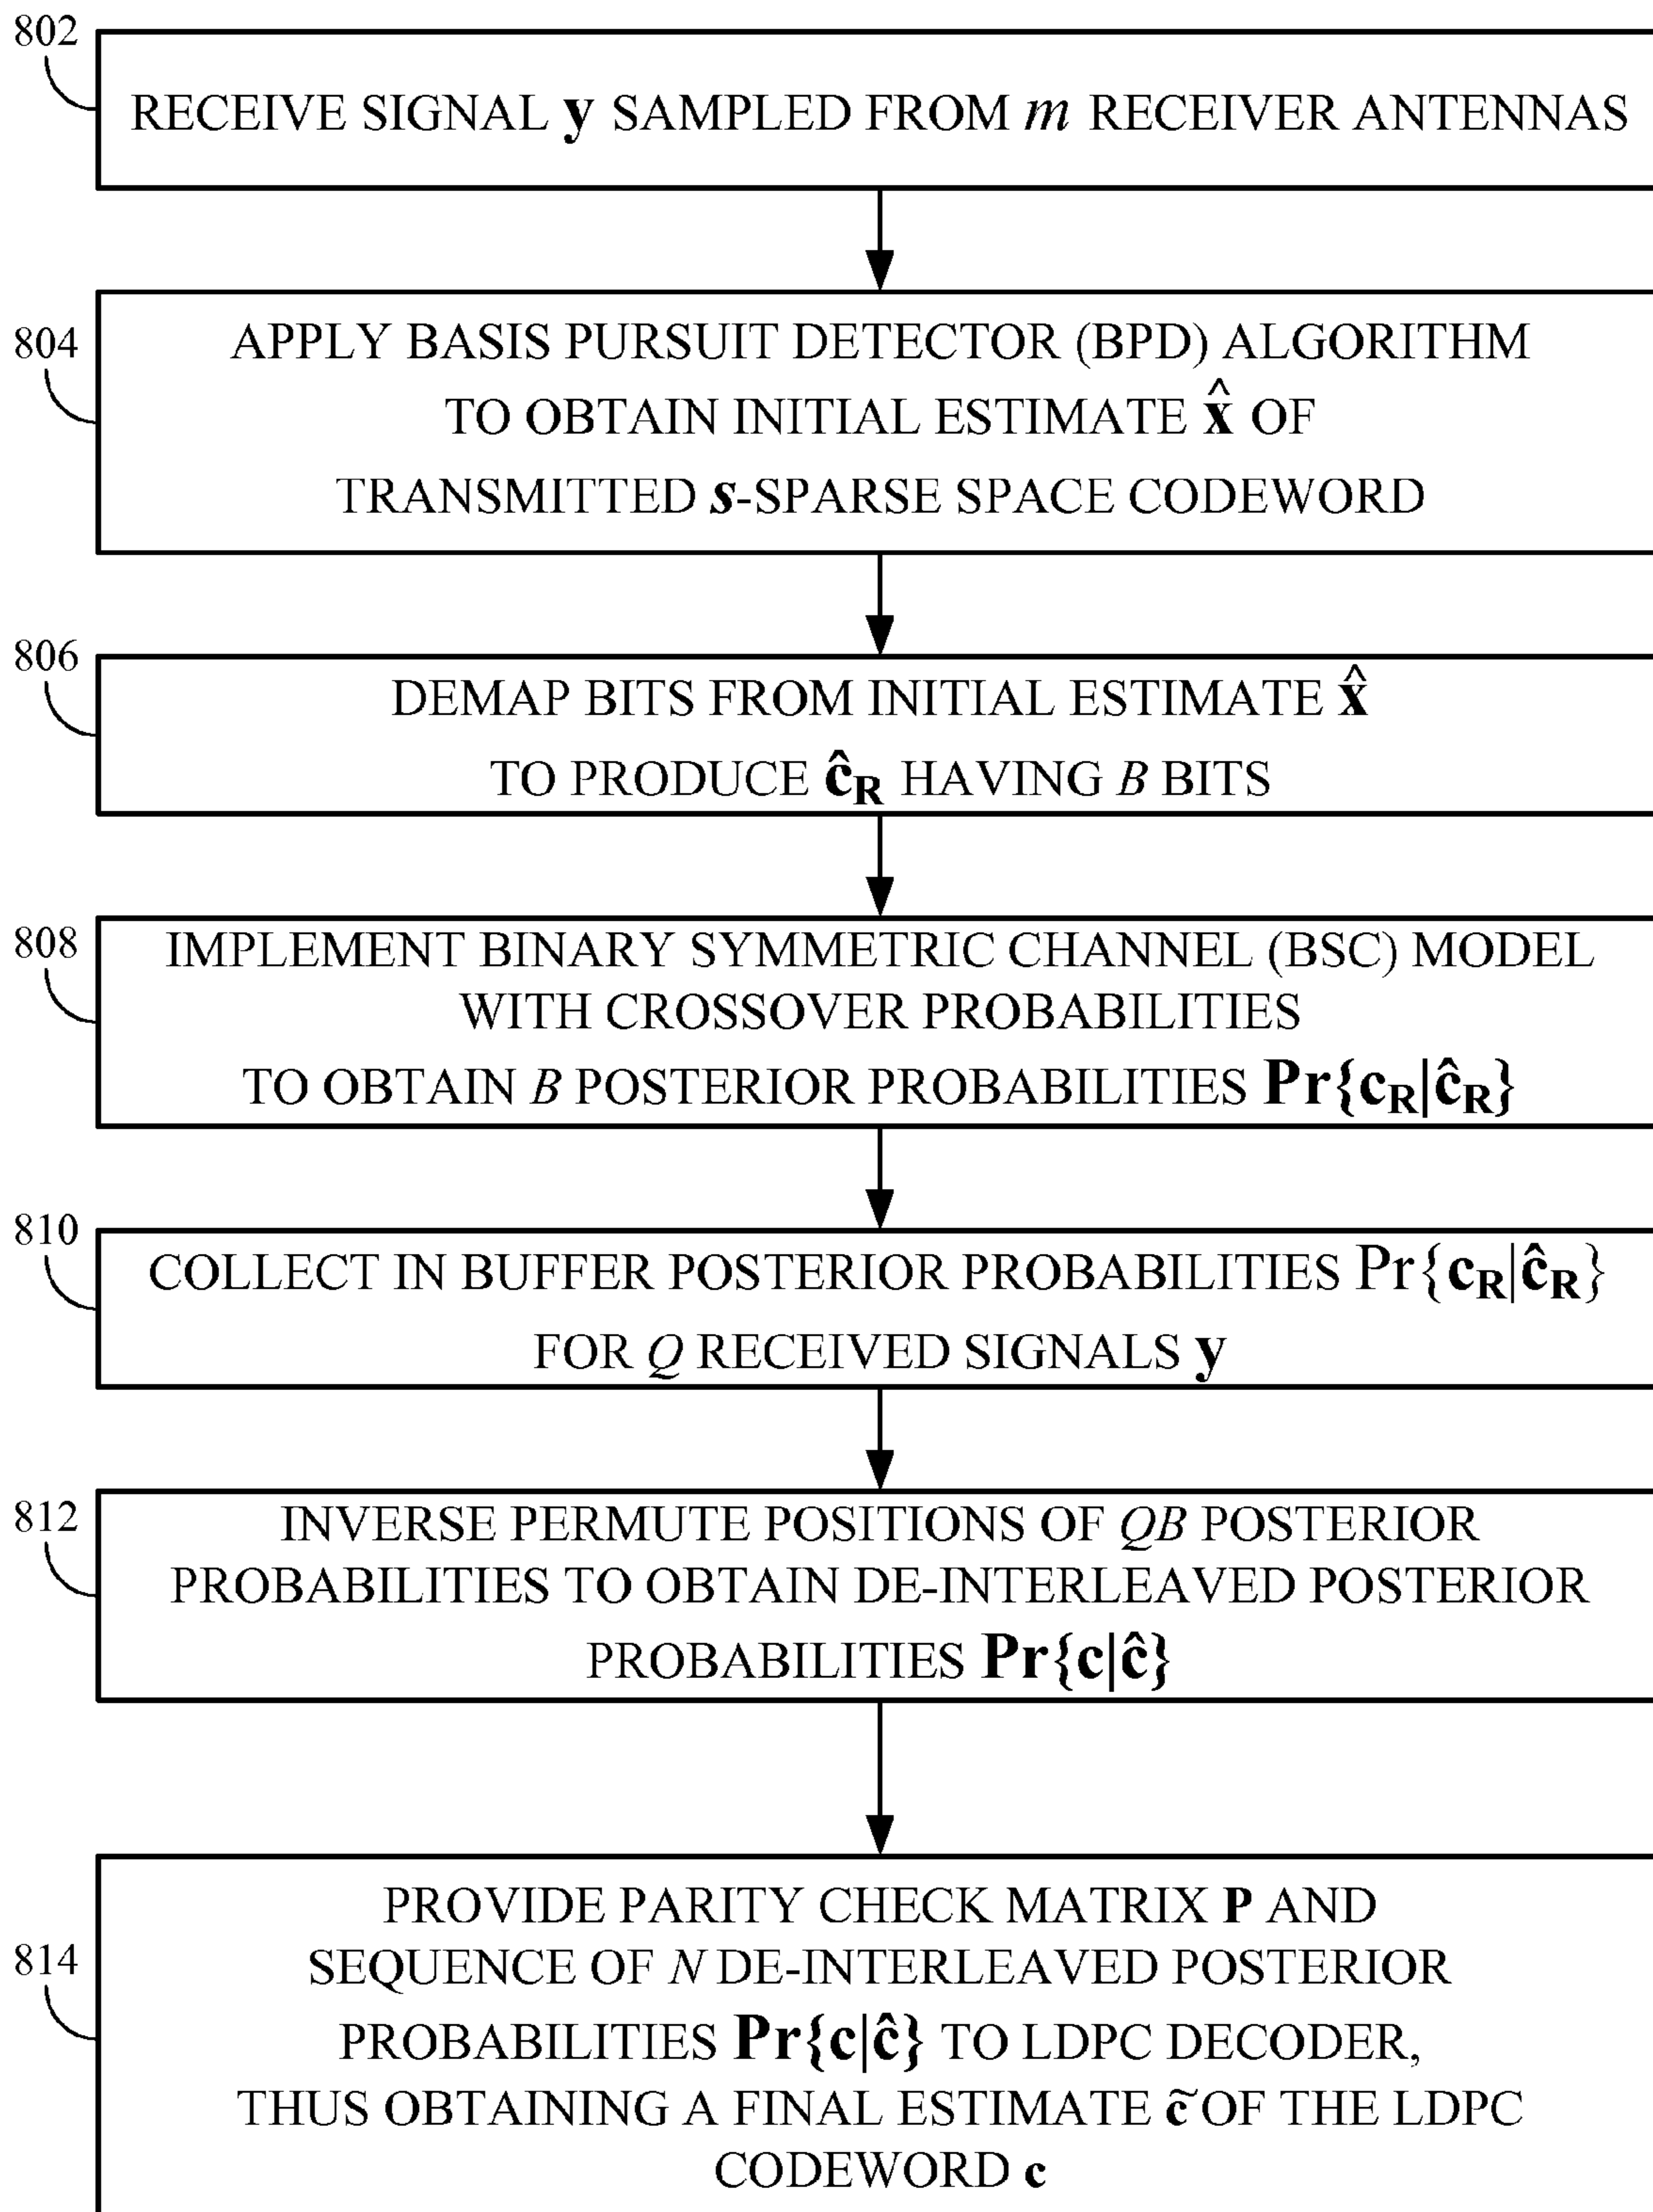 802
RECEIVE SIGNAL y SAMPLED FROM m RECEIVER ANTENNAS
804
APPLY BASIS PURSUIT DETECTOR (BPD) ALGORITHM
TO OBTAIN INITIAL ESTIMATE x̂ OF
TRANSMITTED s-SPARSE SPACE CODEWORD
806
DEMAP BITS FROM INITIAL ESTIMATE x̂
TO PRODUCE ĉ_R HAVING B BITS
808
IMPLEMENT BINARY SYMMETRIC CHANNEL (BSC) MODEL
WITH CROSSOVER PROBABILITIES
TO OBTAIN B POSTERIOR PROBABILITIES Pr{c_R|ĉ_R}
810
COLLECT IN BUFFER POSTERIOR PROBABILITIES Pr{c_R|ĉ_R}
FOR Q RECEIVED SIGNALS y
812
INVERSE PERMUTE POSITIONS OF QB POSTERIOR
PROBABILITIES TO OBTAIN DE-INTERLEAVED POSTERIOR
PROBABILITIES Pr{c|ĉ}
814
PROVIDE PARITY CHECK MATRIX P AND
SEQUENCE OF N DE-INTERLEAVED POSTERIOR
PROBABILITIES Pr{c|ĉ} TO LDPC DECODER,
THUS OBTAINING A FINAL ESTIMATE c̃ OF THE LDPC
CODEWORD c